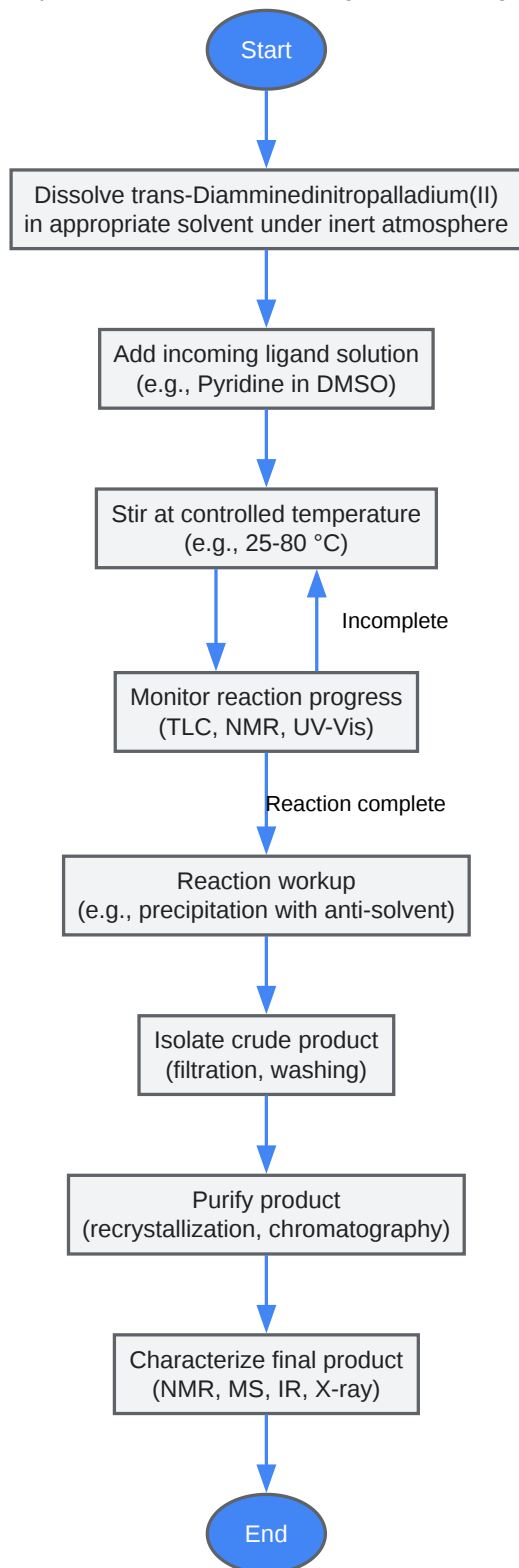 Start
Dissolve trans-Diamminedinitropalladium(II)
in appropriate solvent under inert atmosphere
Add incoming ligand solution
(e.g., Pyridine in DMSO)
Stir at controlled temperature
(e.g., 25-80 °C)
Incomplete
Monitor reaction progress
(TLC, NMR, UV-Vis)
Reaction complete
Reaction workup
(e.g., precipitation with anti-solvent)
Isolate crude product
(filtration, washing)
Purify product
(recrystallization, chromatography)
Characterize final product
(NMR, MS, IR, X-ray)
End